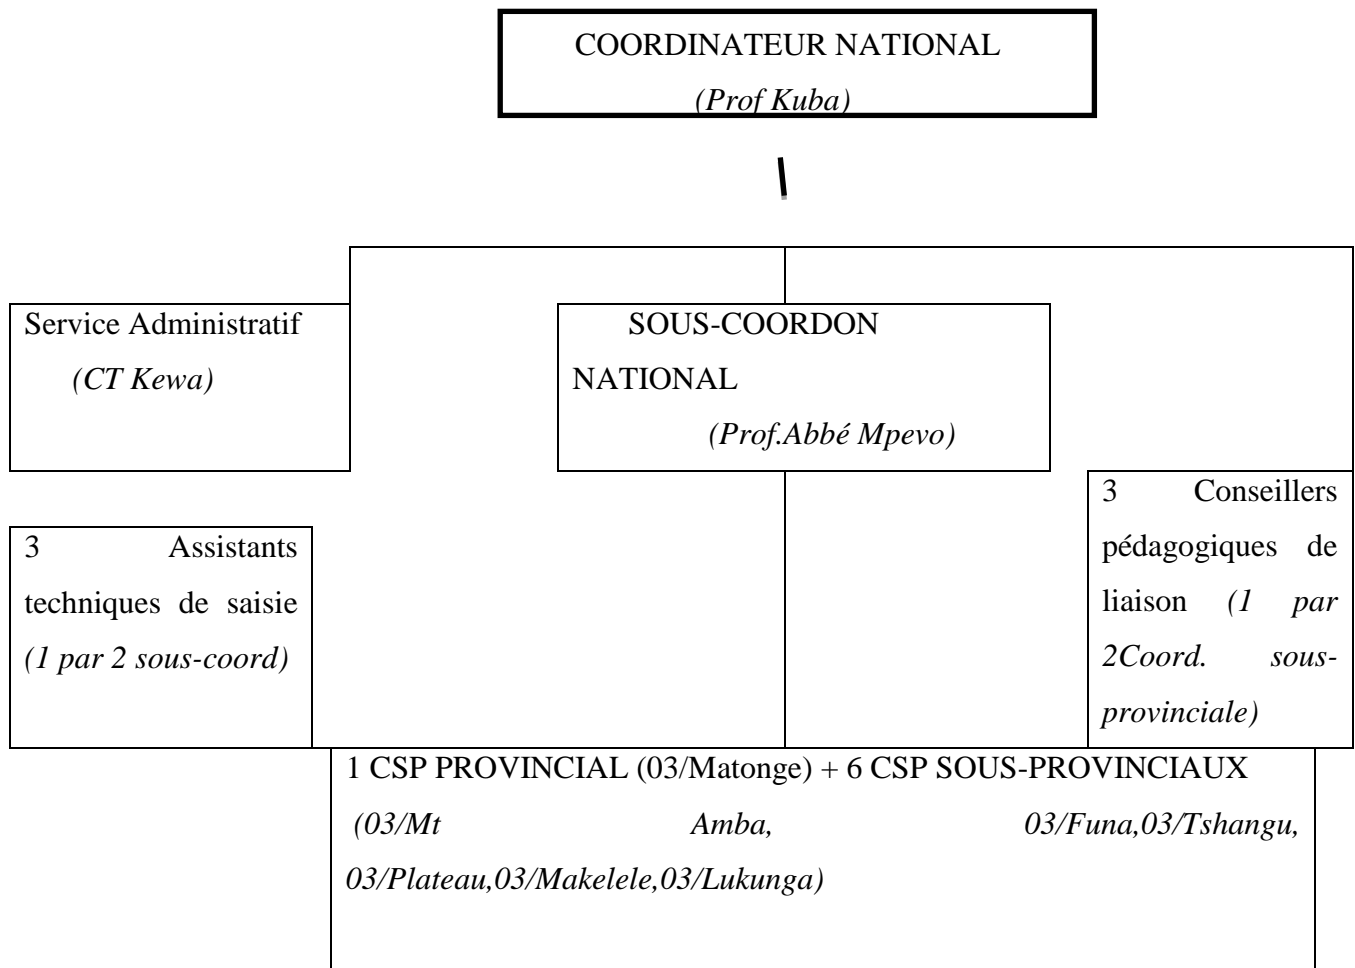 COORDINATEUR NATIONAL
(Prof Kuba)
Service Administratif
(CT Kewa)
SOUS-COORDON
NATIONAL
(Prof.Abbé Mpevo)
3 Assistants
techniques de saisie
(1 par 2 sous-coord)
3 Conseillers
pédagogiques de
liaison (1 par
2Coord. sous-
provinciale)
1 CSP PROVINCIAL (03/Matonge) + 6 CSP SOUS-PROVINCIAUX
(03/Mt Amba, 03/Funa,03/Tshangu,
03/Plateau,03/Makelele,03/Lukunga)